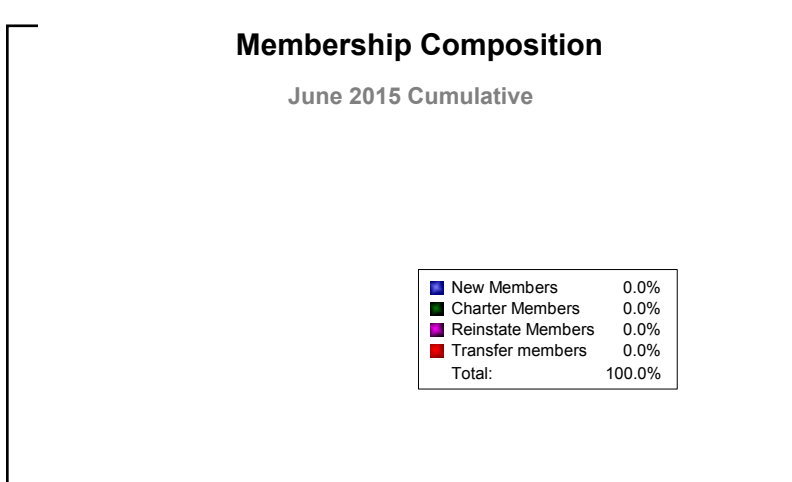 Membership Composition
June 2015 Cumulative
New Members 0.0%
Charter Members 0.0%
Reinstate Members 0.0%
Transfer members 0.0%
Total: 100.0%